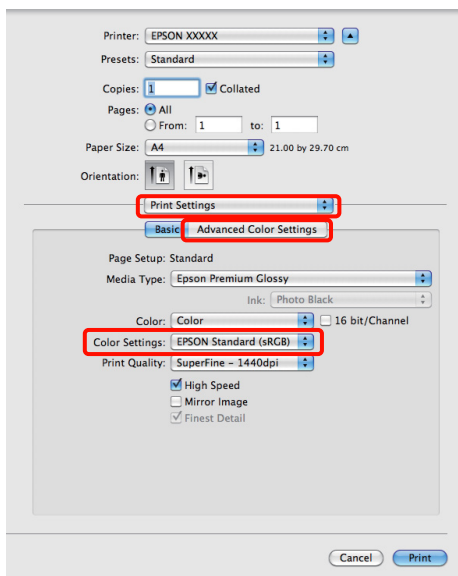 Printer: EPSON XXXXX
Presets: Standard
Copies: 1 Collated
Pages: All
From: 1 to: 1
Paper Size: A4 21.00 by 29.70 cm
Orientation:
Print Settings
Basic Advanced Color Settings
Page Setup: Standard
Media Type: Epson Premium Glossy
Ink: Photo Black
Color: Color 16 bit/Channel
Color Settings: EPSON Standard (sRGB)
Print Quality: SuperFine - 1440dpi
High Speed
Mirror Image
Finest Detail
Cancel Print